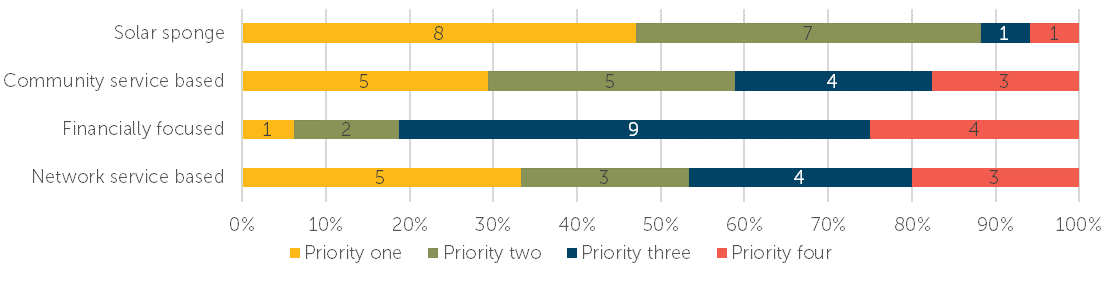 Solar sponge 8 7 1 1
Community service based 5 5 4 3
Financially focused 1 2 9 4
Network service based 5 3 4 3
0% 10% 20% 30% 40% 50% 60% 70% 80% 90% 100%
Priority one Priority two Priority three Priority four